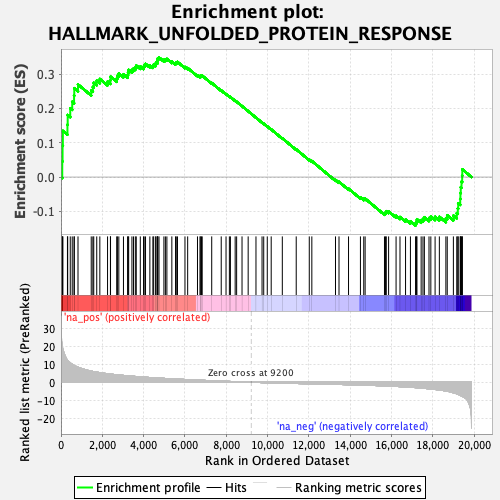 Enrichment plot:
HALLMARK_UNFOLDED_PROTEIN_RESPONSE
Enrichment score (ES)
0.3
0.2
0.1
0.0
-0.1
'na_pos' (positively correlated)
Ranked list metric (PreRanked)
30
20
10
0
-10
-20
Zero cross at 9200
'na_neg' (negatively correlated)
0
2,000
4,000
6,000
8,000
10,000
12,000
14,000
16,000
18,000
20,000
Rank in Ordered Dataset
Enrichment profile
Hits
Ranking metric scores